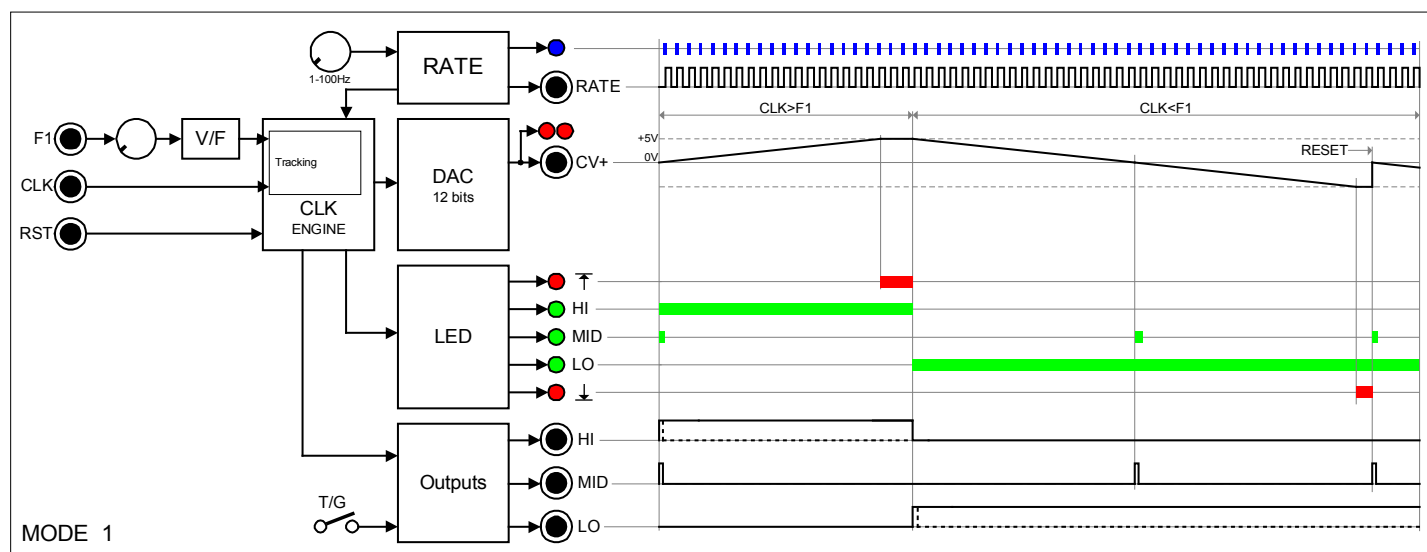 RATE
1-100Hz
RATE
CLK>F1
CLK<F1
F1
V/F
Tracking
CLK
ENGINE
DAC
12 bits
CV+
+5V
0V
RESET
CLK
RST
LED
HI
MID
LO
Outputs
HI
MID
LO
T/G
MODE 1